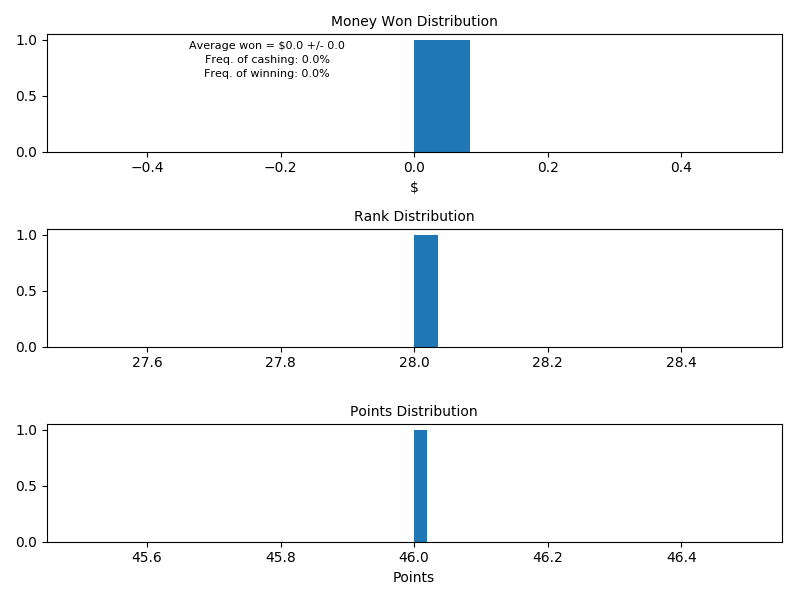 Money Won Distribution
Average won = $0.0 +/- 0.0
Freq. of cashing: 0.0%
Freq. of winning: 0.0%
1.0
0.5
0.0
−0.4 −0.2 0.0 0.2 0.4
$
Rank Distribution
1.0
0.5
0.0
27.6 27.8 28.0 28.2 28.4
Points Distribution
1.0
0.5
0.0
45.6 45.8 46.0 46.2 46.4
Points